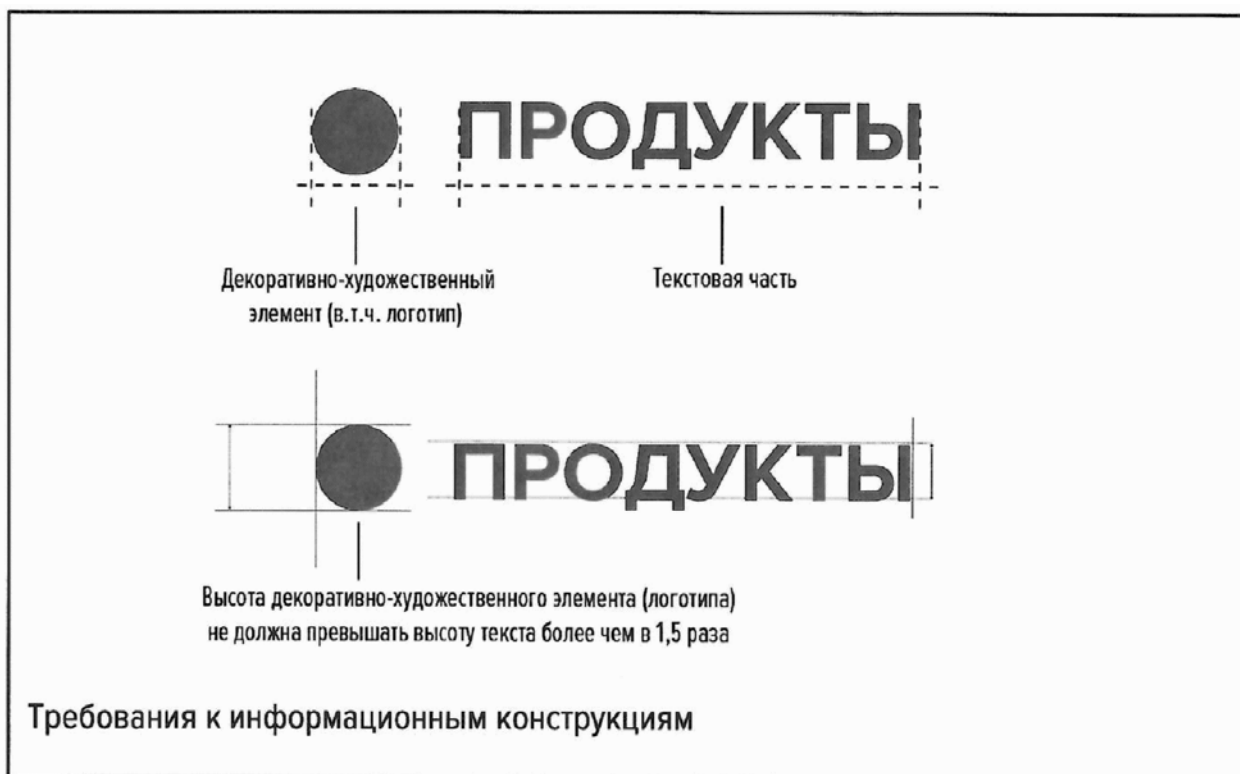 ПРОДУКТЫ
Декоративно-художественный
элемент (в.т.ч. логотип)
Текстовая часть
ПРОДУКТЫ
Высота декоративно-художественного элемента (логотипа)
не должна превышать высоту текста более чем в 1,5 раза
Требования к информационным конструкциям